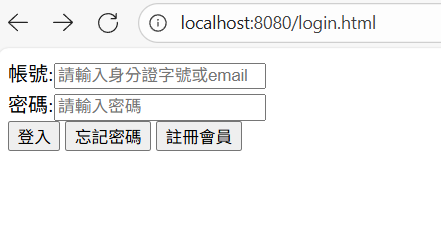 localhost:8080/login.html
帳號:請輸入身分證字號或email
密碼:請輸入密碼
登入 忘記密碼 註冊會員